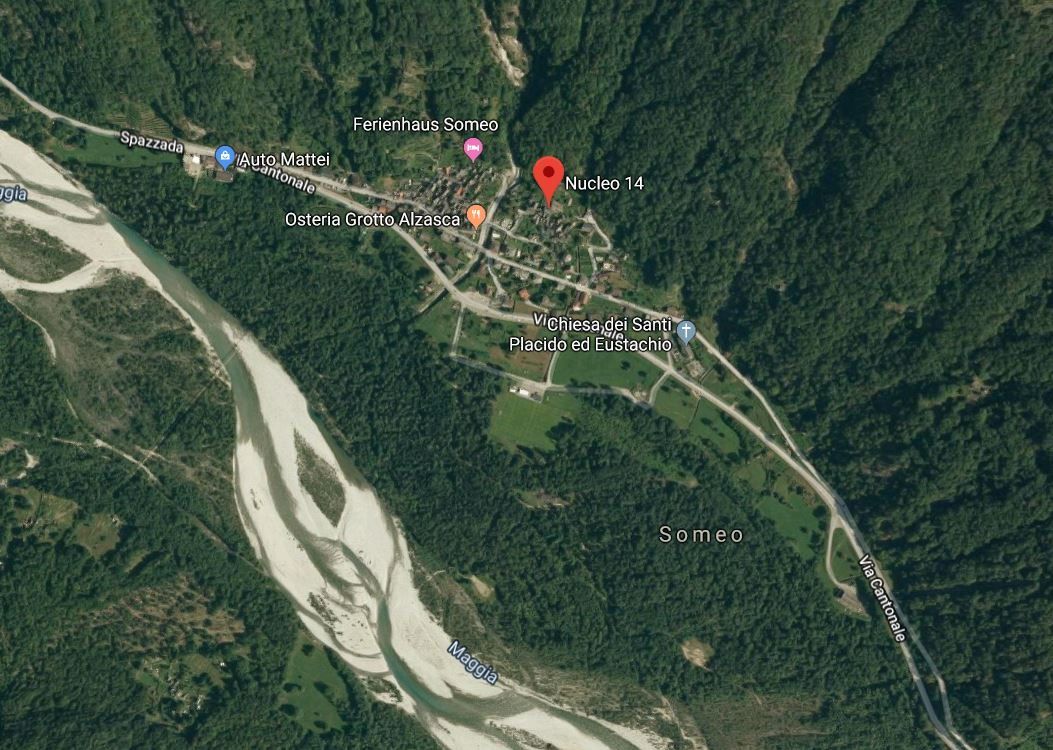 Ferienhaus Someo
Spazzada
Auto Mattei
Cantonale
Nucleo 14
ggia
Osteria Grotto Alzasca
Chiesa dei Santi
Placido ed Eustachio
Someo
Via Cantonale
Maggia